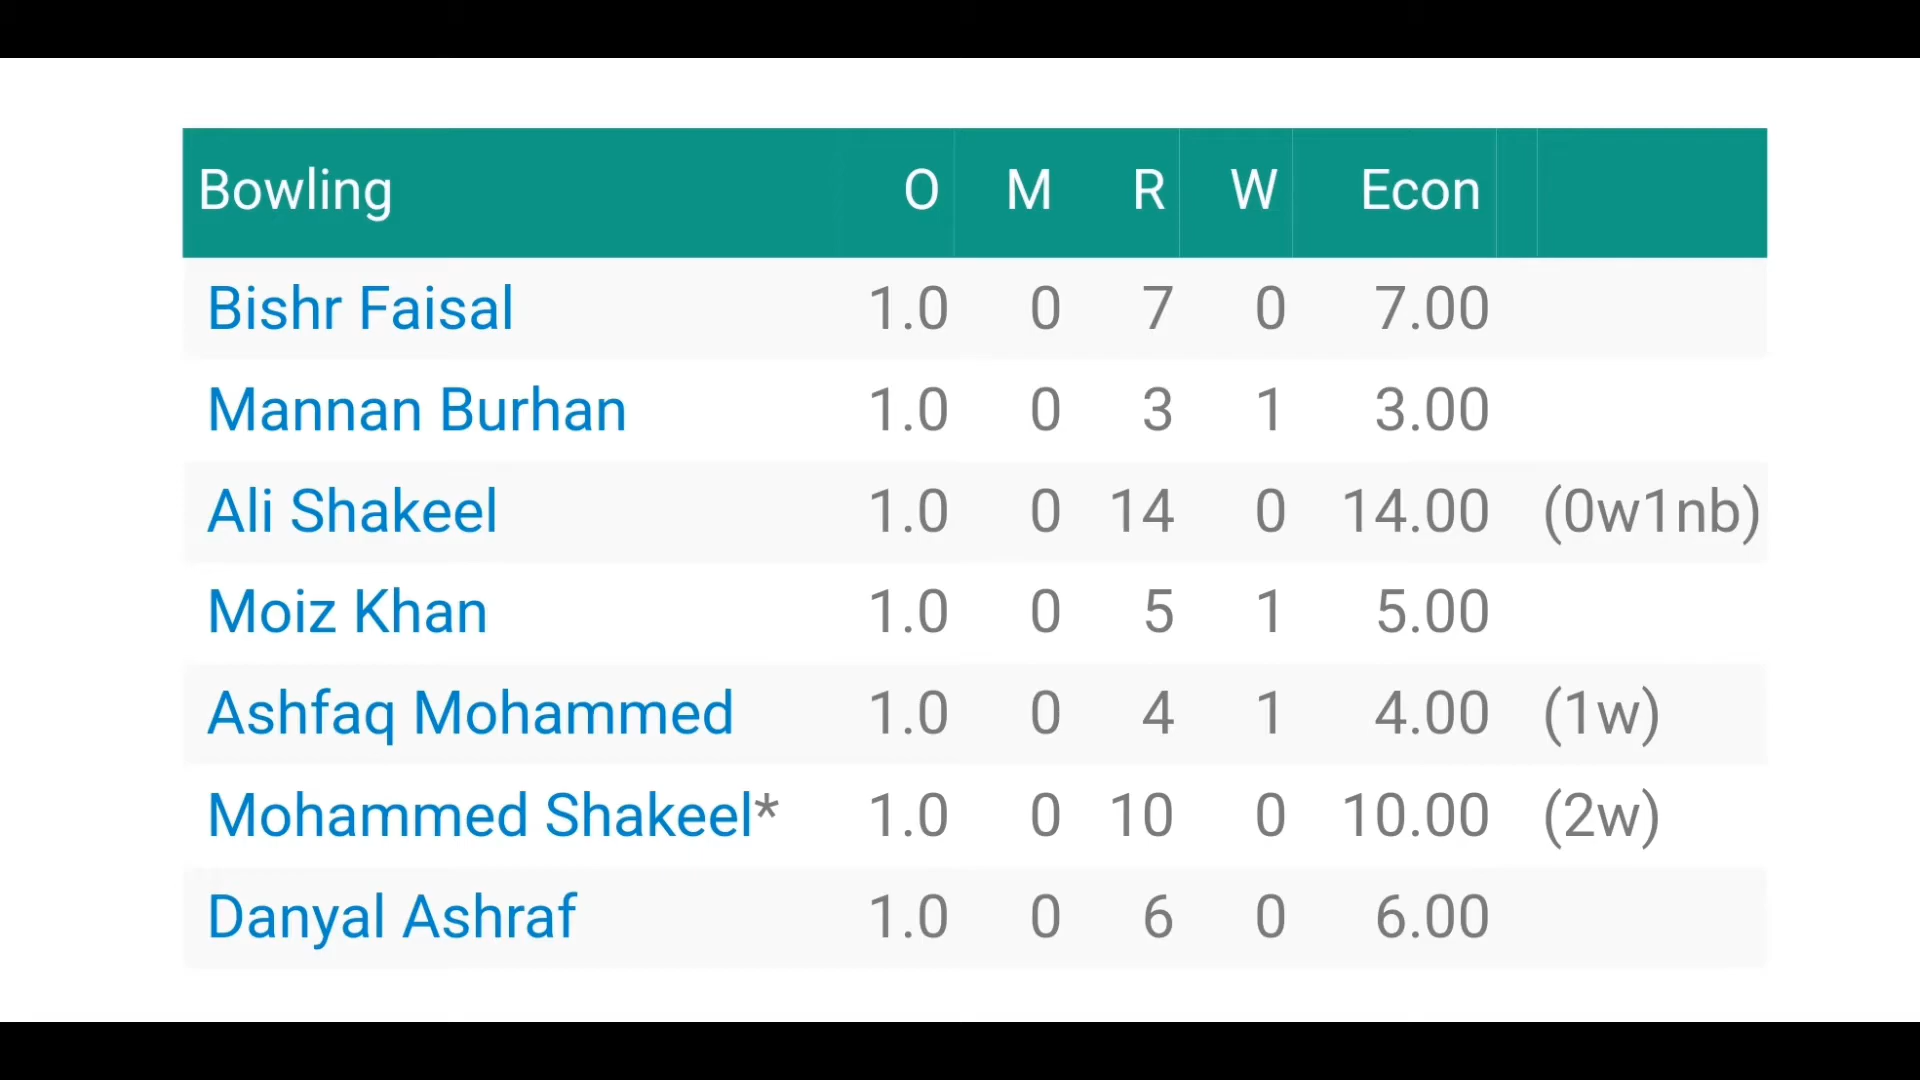 Bowling O M R W Econ
Bishr Faisal 1.0 0 7 0 7.00
Mannan Burhan 1.0 0 3 1 3.00
Ali Shakeel 1.0 0 14 0 14.00 (0w1nb)
Moiz Khan 1.0 0 5 1 5.00
Ashfaq Mohammed 1.0 0 4 1 4.00 (1w)
Mohammed Shakeel* 1.0 0 10 0 10.00 (2w)
Danyal Ashraf 1.0 0 6 0 6.00